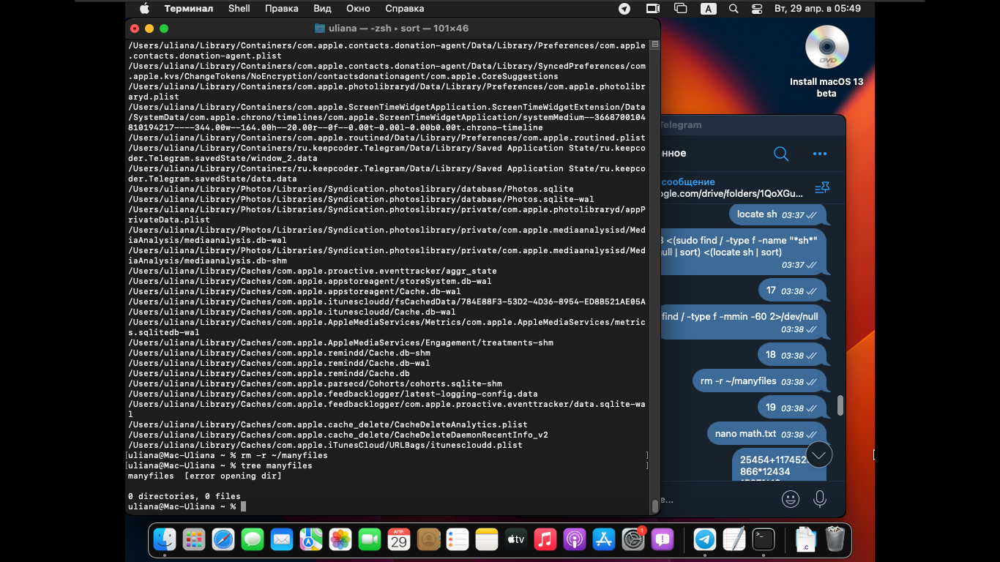 Терминал Shell Правка Вид Окно Справка A Вт, 29 апр. в 05:49
uliana — -zsh ▸ sort — 101×46
/Users/uliana/Library/Containers/com.apple.contacts.donation-agent/Data/Library/Preferences/com.apple
.contacts.donation-agent.plist
/Users/uliana/Library/Containers/com.apple.contacts.donation-agent/Data/Library/SyncedPreferences/com
.apple.kvs/ChangeTokens/NoEncryption/contactsdonationagent/com.apple.CoreSuggestions
/Users/uliana/Library/Containers/com.apple.photolibraryd/Data/Library/Preferences/com.apple.photolibr
aryd.plist
/Users/uliana/Library/Containers/com.apple.ScreenTimeWidgetApplication.ScreenTimeWidgetExtension/Data
/SystemData/com.apple.chrono/timelines/com.apple.ScreenTimeWidgetApplication/systemMedium--3668700104
810194217----344.00w--164.00h--20.00r--0f--0.00t-0.00l-0.00b0.00t.chrono-timeline
/Users/uliana/Library/Containers/com.apple.routined/Data/Library/Preferences/com.apple.routined.plist
/Users/uliana/Library/Containers/ru.keepcoder.Telegram/Data/Library/Saved Application State/ru.keepco
der.Telegram.savedState/window_2.data
/Users/uliana/Library/Containers/ru.keepcoder.Telegram/Data/Library/Saved Application State/ru.keepco
der.Telegram.savedState/data.data
/Users/uliana/Library/Photos/Libraries/Syndication.photoslibrary/database/Photos.sqlite
/Users/uliana/Library/Photos/Libraries/Syndication.photoslibrary/database/Photos.sqlite-wal
/Users/uliana/Library/Photos/Libraries/Syndication.photoslibrary/private/com.apple.photolibraryd/appP
rivateData.plist
/Users/uliana/Library/Photos/Libraries/Syndication.photoslibrary/private/com.apple.mediaanalysisd/Med
iaAnalysis/mediaanalysis.db-wal
/Users/uliana/Library/Photos/Libraries/Syndication.photoslibrary/private/com.apple.mediaanalysisd/Med
iaAnalysis/mediaanalysis.db-shm
/Users/uliana/Library/Caches/com.apple.proactive.eventtracker/aggr_state
/Users/uliana/Library/Caches/com.apple.appstoreagent/storeSystem.db-wal
/Users/uliana/Library/Caches/com.apple.appstoreagent/Cache.db-wal
/Users/uliana/Library/Caches/com.apple.itunescloudd/fsCachedData/784E88F3-53D2-4D36-8954-ED8B521AE05A
/Users/uliana/Library/Caches/com.apple.itunescloudd/Cache.db-wal
/Users/uliana/Library/Caches/com.apple.AppleMediaServices/Metrics/com.apple.AppleMediaServices/metric
s.sqlitedb-wal
/Users/uliana/Library/Caches/com.apple.AppleMediaServices/Engagement/treatments-shm
/Users/uliana/Library/Caches/com.apple.remindd/Cache.db-shm
/Users/uliana/Library/Caches/com.apple.remindd/Cache.db-wal
/Users/uliana/Library/Caches/com.apple.remindd/Cache.db
/Users/uliana/Library/Caches/com.apple.parsecd/Cohorts/cohorts.sqlite-shm
/Users/uliana/Library/Caches/com.apple.feedbacklogger/latest-logging-config.data
/Users/uliana/Library/Caches/com.apple.feedbacklogger/com.apple.proactive.eventtracker/data.sqlite-wa
l
/Users/uliana/Library/Caches/com.apple.cache_delete/CacheDeleteAnalytics.plist
/Users/uliana/Library/Caches/com.apple.cache_delete/CacheDeleteDaemonRecentInfo_v2
/Users/uliana/Library/Caches/com.apple.iTunesCloud/URLBags/itunescloudd.plist
[uliana@Mac-Uliana ~ % rm -r ~/manyfiles ]
[uliana@Mac-Uliana ~ % tree manyfiles ]
manyfiles [error opening dir]
0 directories, 0 files
uliana@Mac-Uliana ~ %
DVD
Install macOS 13
beta
Telegram
нное
сообщение
ogle.com/drive/folders/1QoXGu...
locate sh 03:37
3 <(sudo find / -type f -name "*sh*"
ull | sort) <(locate sh | sort)
03:37
17 03:38
find / -type f -mmin -60 2>/dev/null
03:38
18 03:38
rm -r ~/manyfiles 03:38
19 03:38
nano math.txt 03:38
25454+117452
866*12434
е...
АПР.
29
tv
1
.c